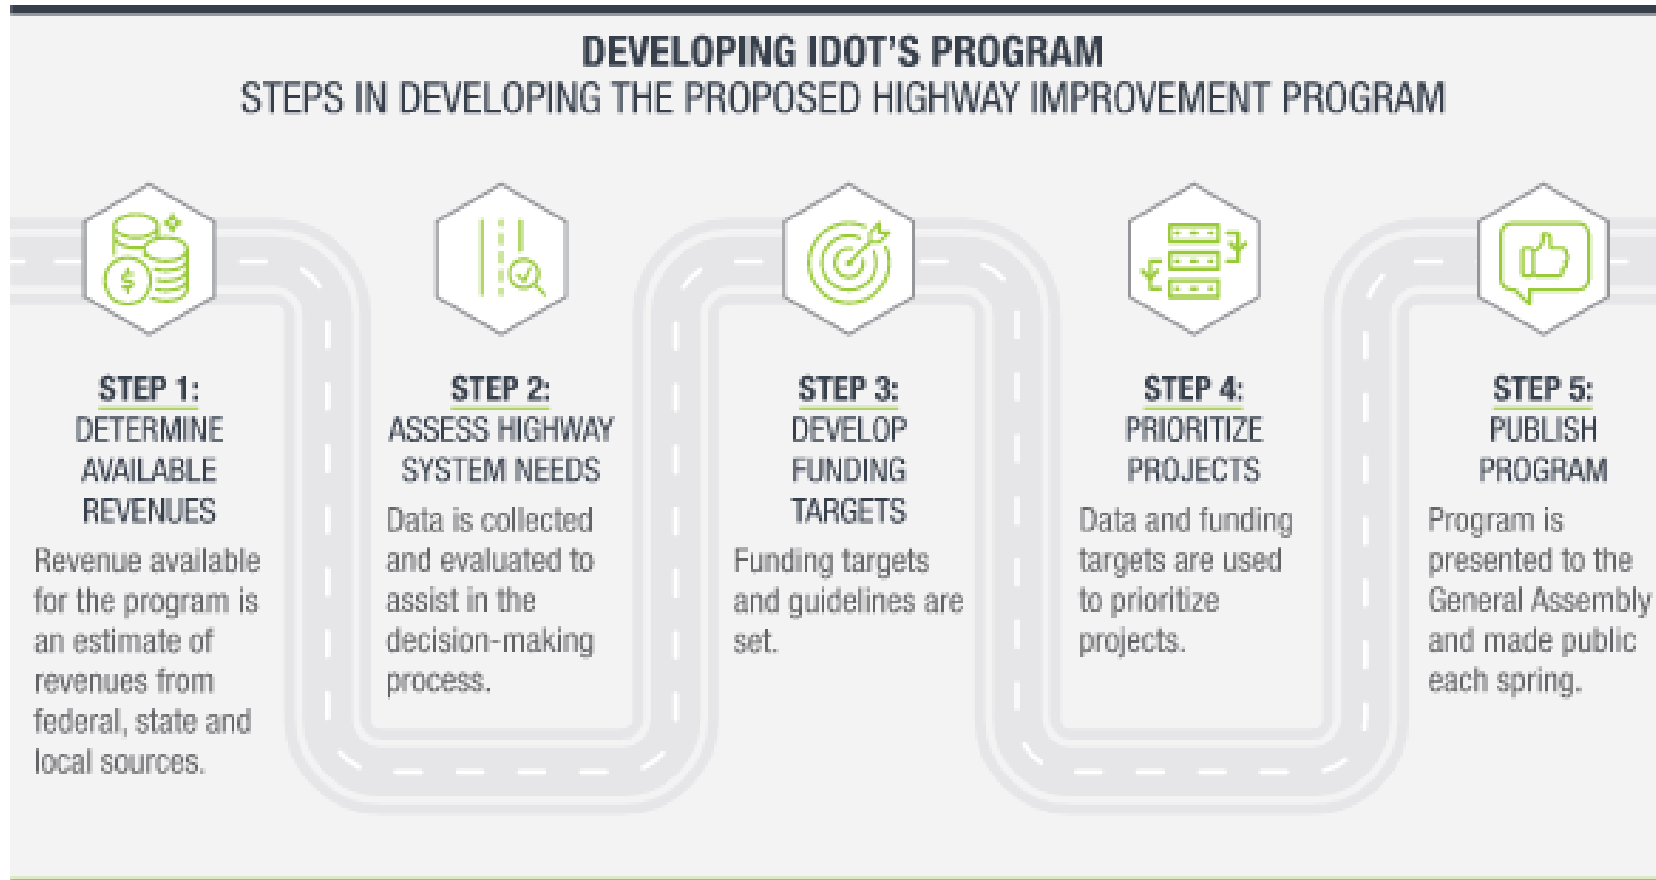 DEVELOPING IDOT'S PROGRAM
STEPS IN DEVELOPING THE PROPOSED HIGHWAY IMPROVEMENT PROGRAM
$
STEP 1:
DETERMINE
AVAILABLE
REVENUES
Revenue available
for the program is
an estimate of
revenues from
federal, state and
local sources.
STEP 2:
ASSESS HIGHWAY
SYSTEM NEEDS
Data is collected
and evaluated to
assist in the
decision-making
process.
STEP 3:
DEVELOP
FUNDING
TARGETS
Funding targets
and guidelines are
set.
STEP 4:
PRIORITIZE
PROJECTS
Data and funding
targets are used
to prioritize
projects.
STEP 5:
PUBLISH
PROGRAM
Program is
presented to the
General Assembly
and made public
each spring.